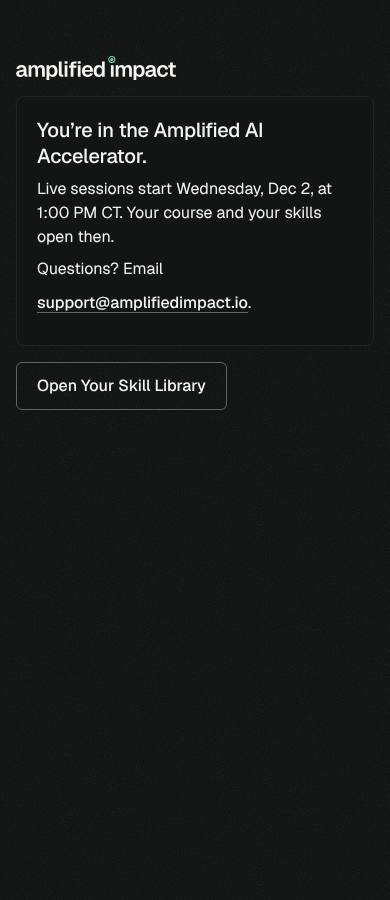 amplified impact
You’re in the Amplified AI
Accelerator.
Live sessions start Wednesday, Dec 2, at
1:00 PM CT. Your course and your skills
open then.
Questions? Email
support@amplifiedimpact.io.
Open Your Skill Library